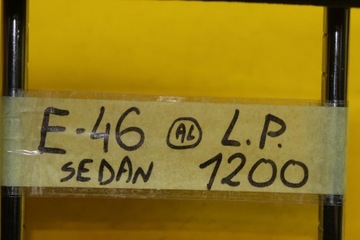 E-46 AL L.P.
SEDAN 1200